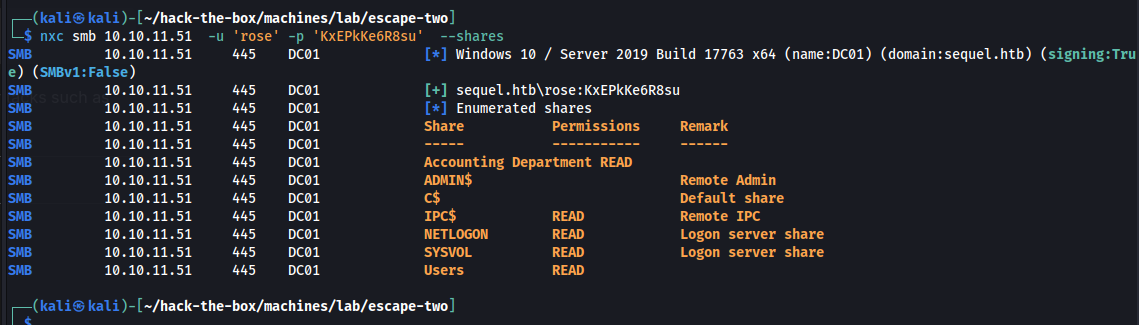 (kali㉿kali)-[~/hack-the-box/machines/lab/escape-two]
$ nxc smb 10.10.11.51 -u 'rose' -p 'KxEPkKe6R8su' --shares
SMB 10.10.11.51 445 DC01 [*] Windows 10 / Server 2019 Build 17763 x64 (name:DC01) (domain:sequel.htb) (signing:Tru
e) (SMBv1:False)
SMB 10.10.11.51 445 DC01 [+] sequel.htb\rose:KxEPkKe6R8su
SMB 10.10.11.51 445 DC01 [*] Enumerated shares
SMB 10.10.11.51 445 DC01 Share Permissions Remark
SMB 10.10.11.51 445 DC01 ----- ----------- ------
SMB 10.10.11.51 445 DC01 Accounting Department READ
SMB 10.10.11.51 445 DC01 ADMIN$ Remote Admin
SMB 10.10.11.51 445 DC01 C$ Default share
SMB 10.10.11.51 445 DC01 IPC$ READ Remote IPC
SMB 10.10.11.51 445 DC01 NETLOGON READ Logon server share
SMB 10.10.11.51 445 DC01 SYSVOL READ Logon server share
SMB 10.10.11.51 445 DC01 Users READ
(kali㉿kali)-[~/hack-the-box/machines/lab/escape-two]
$